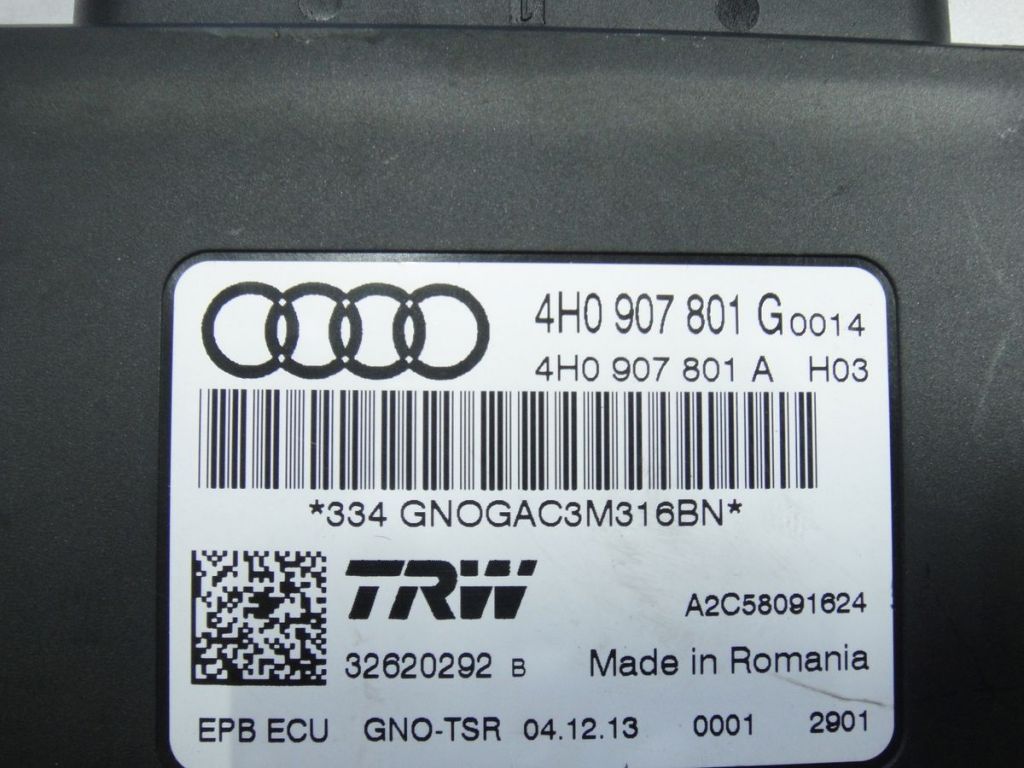 4H0 907 801 G 0014
4H0 907 801 A H03
*334 GNOGAC3M316BN*
TRW
A2C58091624
32620292 B Made in Romania
EPB ECU GNO-TSR 04.12.13 0001 2901